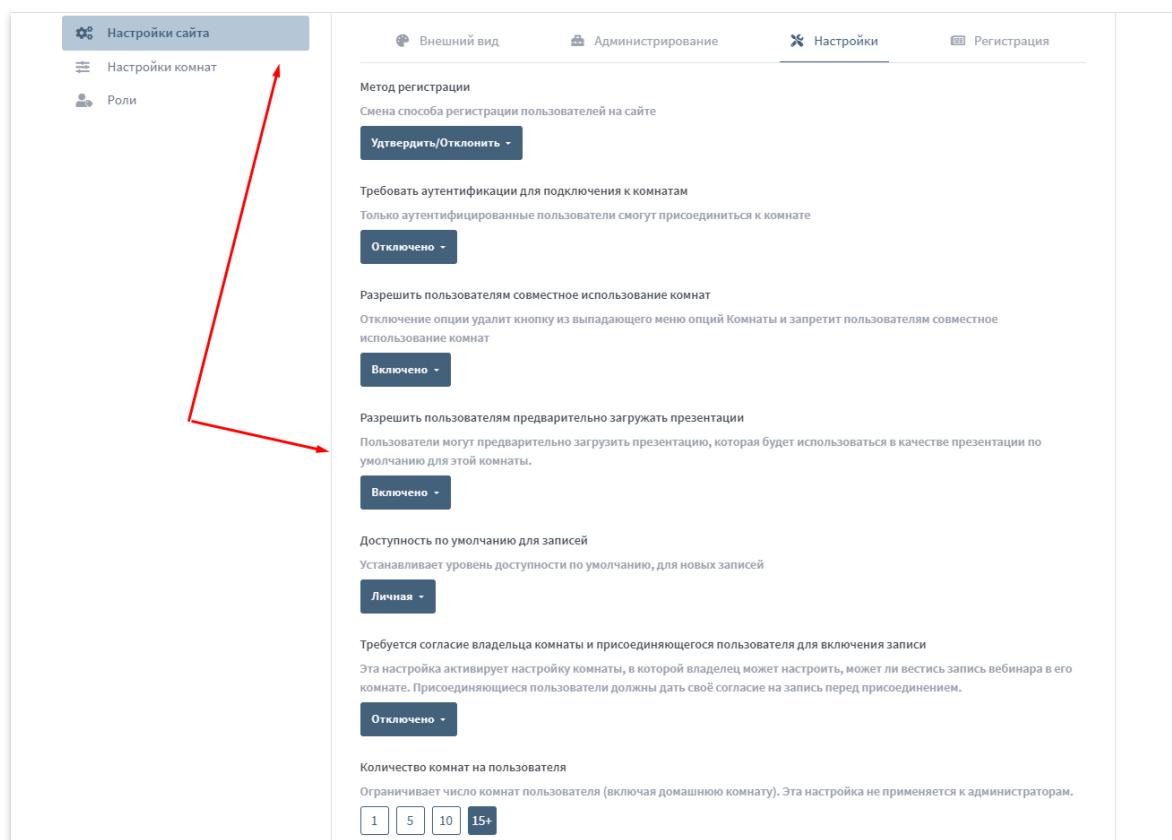 Настройки сайта
Настройки комнат
Роли
Внешний вид Администрирование Настройки Регистрация
Метод регистрации
Смена способа регистрации пользователей на сайте
Удтвердить/Отклонить
Требовать аутентификации для подключения к комнатам
Только аутентифицированные пользователи смогут присоединиться к комнате
Отключено
Разрешить пользователям совместное использование комнат
Отключение опции удалит кнопку из выпадающего меню опций Комнаты и запретит пользователям совместное
использование комнат
Включено
Разрешить пользователям предварительно загружать презентации
Пользователи могут предварительно загрузить презентацию, которая будет использоваться в качестве презентации по
умолчанию для этой комнаты.
Включено
Доступность по умолчанию для записей
Устанавливает уровень доступности по умолчанию, для новых записей
Личная
Требуется согласие владельца комнаты и присоединяющегося пользователя для включения записи
Эта настройка активирует настройку комнаты, в которой владелец может настроить, может ли вестись запись вебинара в его
комнате. Присоединяющиеся пользователи должны дать своё согласие на запись перед присоединением.
Отключено
Количество комнат на пользователя
Ограничивает число комнат пользователя (включая домашнюю комнату). Эта настройка не применяется к администраторам.
1 5 10 15+